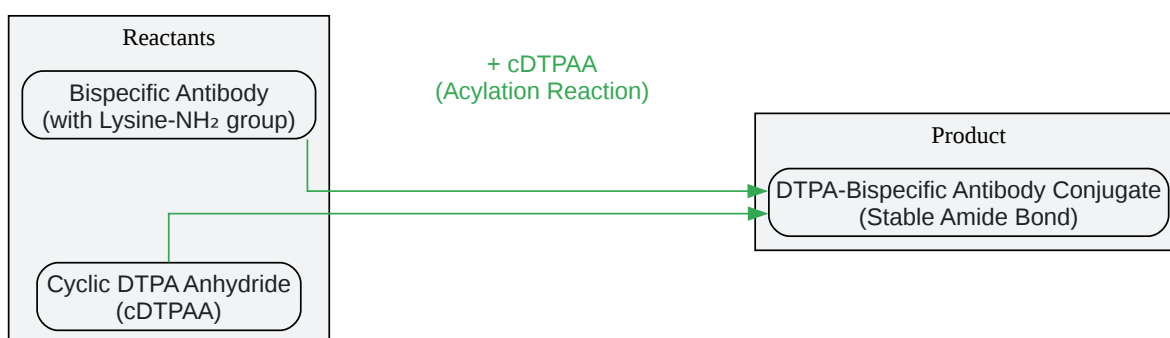 Reactants
Bispecific Antibody
(with Lysine-NH₂ group)
Cyclic DTPA Anhydride
(cDTPAA)
+ cDTPAA
(Acylation Reaction)
Product
DTPA-Bispecific Antibody Conjugate
(Stable Amide Bond)